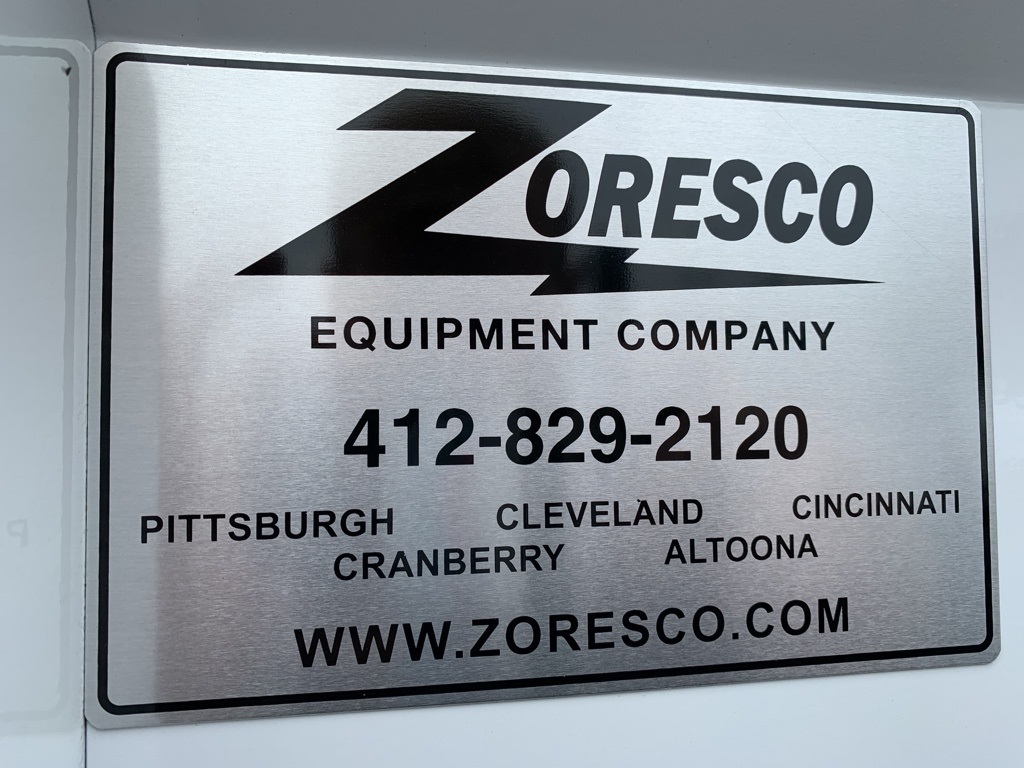 ZORESCO
EQUIPMENT COMPANY
412-829-2120
PITTSBURGH CLEVELAND CINCINNATI
CRANBERRY ALTOONA
WWW.ZORESCO.COM